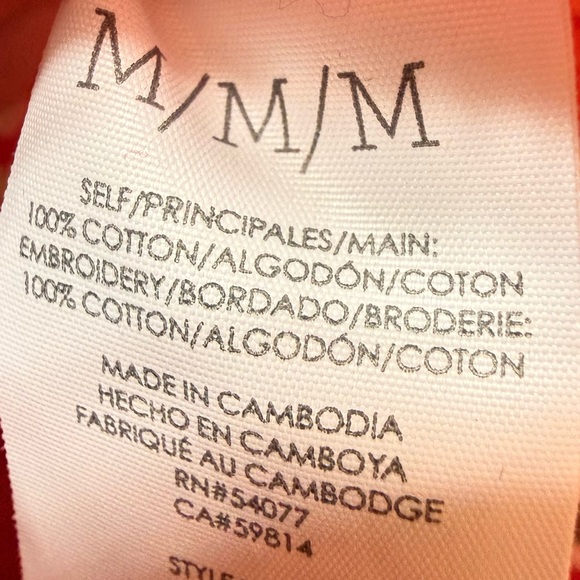 M/M/M
SELF/PRINCIPALES/MAIN:
100% COTTON/ALGODÓN/COTON
EMBROIDERY/BORDADO/BRODERIE:
100% COTTON/ALGODÓN/COTON
MADE IN CAMBODIA
HECHO EN CAMBOYA
FABRIQUÉ AU CAMBODGE
RN#54077
CA#59814
STYLE